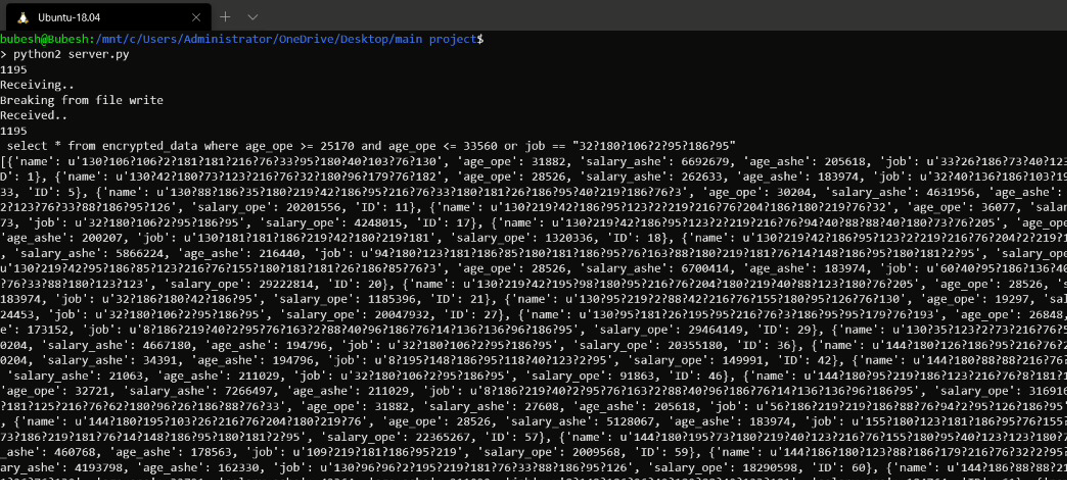 Ubuntu-18.04
bubesh@Bubesh:/mnt/c/Users/Administrator/OneDrive/Desktop/main project$
> python2 server.py
1195
Receiving..
Breaking from file write
Received..
1195
select * from encrypted_data where age_ope >= 25170 and age_ope <= 33560 or job == "32?180?106?2?95?186?95"
[{'name': u'130?106?106?2?181?181?216?76?33?95?180?40?103?76?130', 'age_ope': 31882, 'salary_ashe': 6692679, 'age_ashe': 205618, 'job': u'33?26?186?73?40?123
D': 1}, {'name': u'130?42?180?73?123?216?76?32?180?96?179?76?182', 'age_ope': 28526, 'salary_ashe': 262633, 'age_ashe': 183974, 'job': u'32?40?136?186?103?19
33, 'ID': 5}, {'name': u'130?88?186?35?180?219?42?186?95?216?76?33?180?181?26?186?95?40?219?186?76?3', 'age_ope': 30204, 'salary_ashe': 4631956, 'age_ashe':
2?123?76?33?88?186?95?126', 'salary_ope': 20201556, 'ID': 11}, {'name': u'130?219?42?186?95?123?2?219?216?76?204?186?180?219?76?32', 'age_ope': 36077, 'salar
73, 'job': u'32?180?106?2?95?186?95', 'salary_ope': 4248015, 'ID': 17}, {'name': u'130?219?42?186?95?123?2?219?216?76?94?40?88?88?40?180?73?76?205', 'age_ope
'age_ashe': 200207, 'job': u'130?181?181?186?219?42?180?219?181', 'salary_ope': 1320336, 'ID': 18}, {'name': u'130?219?42?186?95?123?2?219?216?76?204?2?219?1
5866224, 'age_ashe': 216440, 'job': u'94?180?123?181?186?85?180?181?186?95?76?163?88?180?219?181?76?14?148?186?95?180?181?2?95', 'salary_ope'
u'130?219?42?95?186?85?123?216?76?155?180?181?181?26?186?85?76?3', 'age_ope': 28526, 'salary_ashe': 6700414, 'age_ashe': 183974, 'job': u'60?40?95?186?136?40
?76?33?88?180?123?123', 'salary_ope': 29222814, 'ID': 20}, {'name': u'130?219?42?195?98?180?95?216?76?204?180?219?40?88?123?180?76?205', 'age_ope': 28526, 's
183974, 'job': u'32?186?180?42?186?95', 'salary_ope': 1185396, 'ID': 21}, {'name': u'130?95?219?2?88?42?216?76?155?180?95?126?76?130', 'age_ope': 19297, 'sal
24453, 'job': u'32?180?106?2?95?186?95', 'salary_ope': 20047932, 'ID': 27}, {'name': u'130?95?181?26?195?95?216?76?3?186?95?95?179?76?193', 'age_ope': 26848,
e': 173152, 'job': u'8?186?219?40?2?95?76?163?2?88?40?96?186?76?14?136?136?96?186?95', 'salary_ope': 29464149, 'ID': 29}, {'name': u'130?35?123?2?73?216?76?5
0204, 'salary_ashe': 4667180, 'age_ashe': 194796, 'job': u'32?180?106?2?95?186?95', 'salary_ope': 20355180, 'ID': 36}, {'name': u'144?180?126?186?95?216?76?
0204, 'salary_ashe': 34391, 'age_ashe': 194796, 'job': u'8?195?148?186?95?118?40?123?2?95', 'salary_ope': 149991, 'ID': 42}, {'name': u'144?180?88?88?216?76?
'salary_ashe': 21063, 'age_ashe': 211029, 'job': u'32?180?106?2?95?186?95', 'salary_ope': 91863, 'ID': 46}, {'name': u'144?180?95?219?186?123?216?76?8?181?1
age_ope': 32721, 'salary_ashe': 7266497, 'age_ashe': 211029, 'job': u'8?186?219?40?2?95?76?163?2?88?40?96?186?76?14?136?136?96?186?95', 'salary_ope': 316916
?181?125?216?76?62?180?96?26?186?88?76?33', 'age_ope': 31882, 'salary_ashe': 27608, 'age_ashe': 205618, 'job': u'56?186?219?219?186?88?76?94?2?95?126?186?95'
, {'name': u'144?180?195?103?26?216?76?204?180?219?76', 'age_ope': 28526, 'salary_ashe': 5128067, 'age_ashe': 183974, 'job': u'155?180?123?181?186?95?76?155?
73?186?219?181?76?14?148?186?95?180?181?2?95', 'salary_ope': 22365267, 'ID': 57}, {'name': u'144?180?195?73?180?219?40?123?216?76?155?180?95?40?123?123?180?7
_ashe': 460768, 'age_ashe': 178563, 'job': u'109?219?181?186?95?219', 'salary_ope': 2009568, 'ID': 59}, {'name': u'144?186?180?123?88?186?179?216?76?32?2?95?
ary_ashe': 4193798, 'age_ashe': 162330, 'job': u'130?96?96?2?195?219?181?76?33?88?186?95?126', 'salary_ope': 18290598, 'ID': 60}, {'name': u'144?186?88?88?21